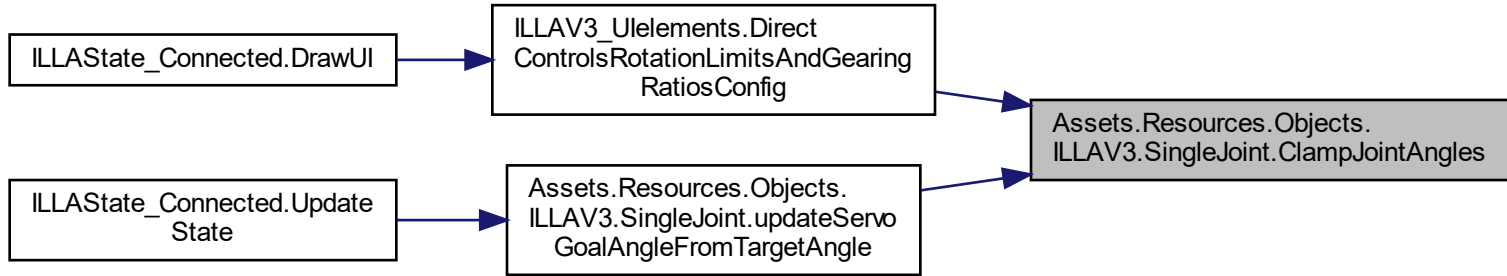 ILLAState_Connected.DrawUI
ILLAV3_UIelements.Direct
ControlsRotationLimitsAndGearing
RatiosConfig
Assets.Resources.Objects.
ILLAV3.SingleJoint.ClampJointAngles
ILLAState_Connected.Update
State
Assets.Resources.Objects.
ILLAV3.SingleJoint.updateServo
GoalAngleFromTargetAngle